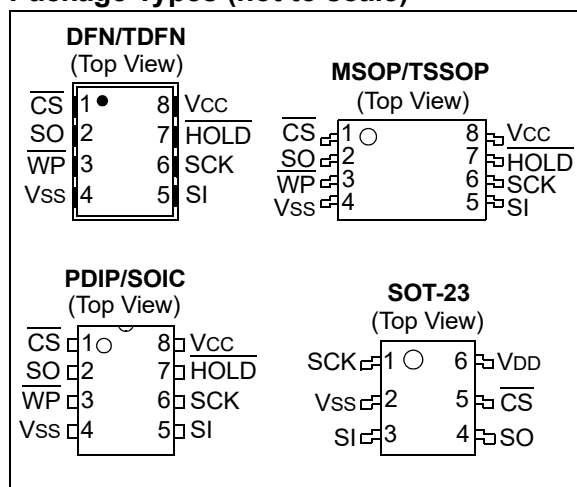 Package Types (not to scale)
DFN/TDFN
(Top View)
CS 1 8 VCC
SO 2 7 HOLD
WP 3 6 SCK
VSS 4 5 SI
MSOP/TSSOP
(Top View)
CS 1 8 VCC
SO 2 7 HOLD
WP 3 6 SCK
VSS 4 5 SI
PDIP/SOIC
(Top View)
CS 1 8 VCC
SO 2 7 HOLD
WP 3 6 SCK
VSS 4 5 SI
SOT-23
(Top View)
SCK 1 6 VDD
VSS 2 5 CS
SI 3 4 SO